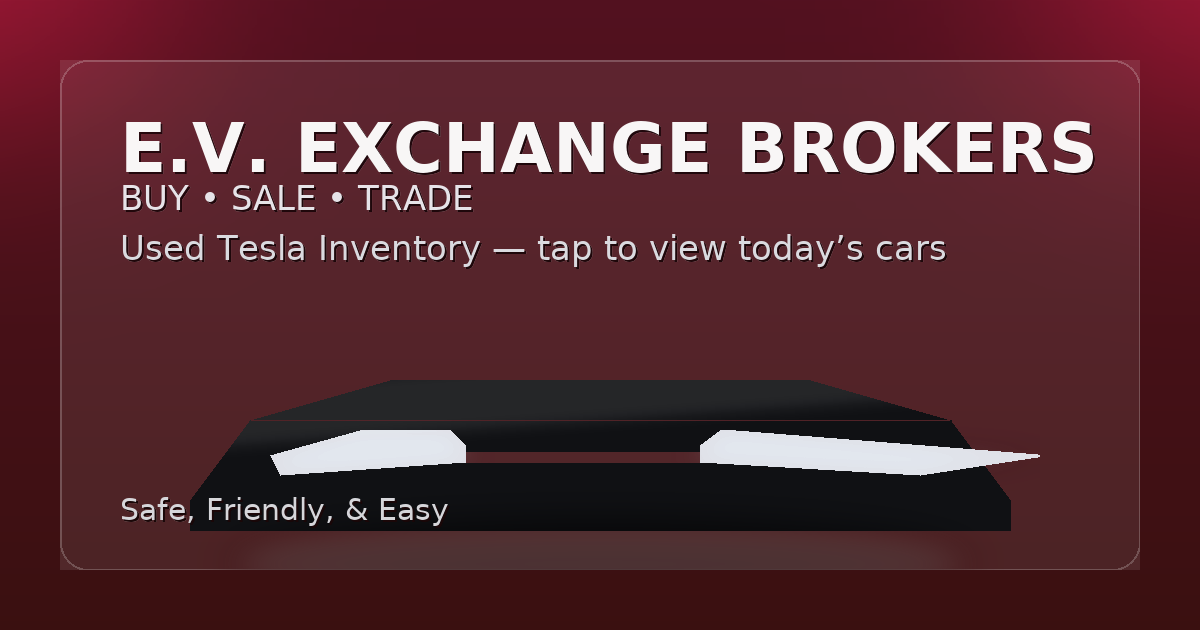 E.V. EXCHANGE BROKERS
BUY • SALE • TRADE
Used Tesla Inventory — tap to view today’s cars
Safe, Friendly, & Easy